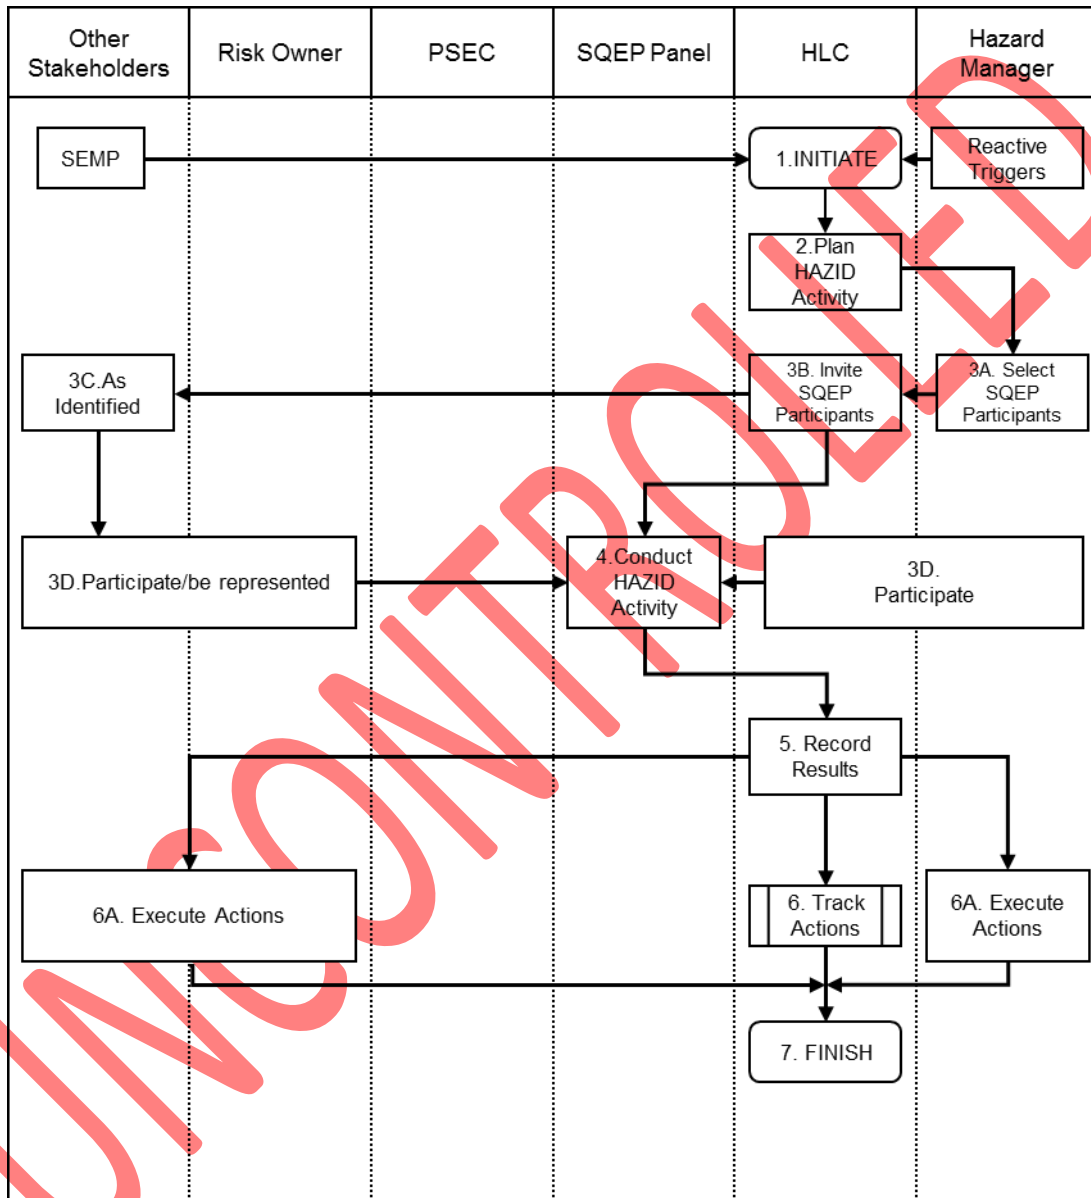 Other
Stakeholders
Risk Owner
PSEC
SQEP Panel
HLC
Hazard
Manager
SEMP
1.INITIATE
Reactive
Triggers
2.Plan
HAZID
Activity
3C.As
Identified
3B. Invite
SQEP
Participants
3A. Select
SQEP
Participants
3D.Participate/be represented
4.Conduct
HAZID
Activity
3D.
Participate
5. Record
Results
6A. Execute Actions
6. Track
Actions
6A. Execute
Actions
7. FINISH
UNCONTROLLED